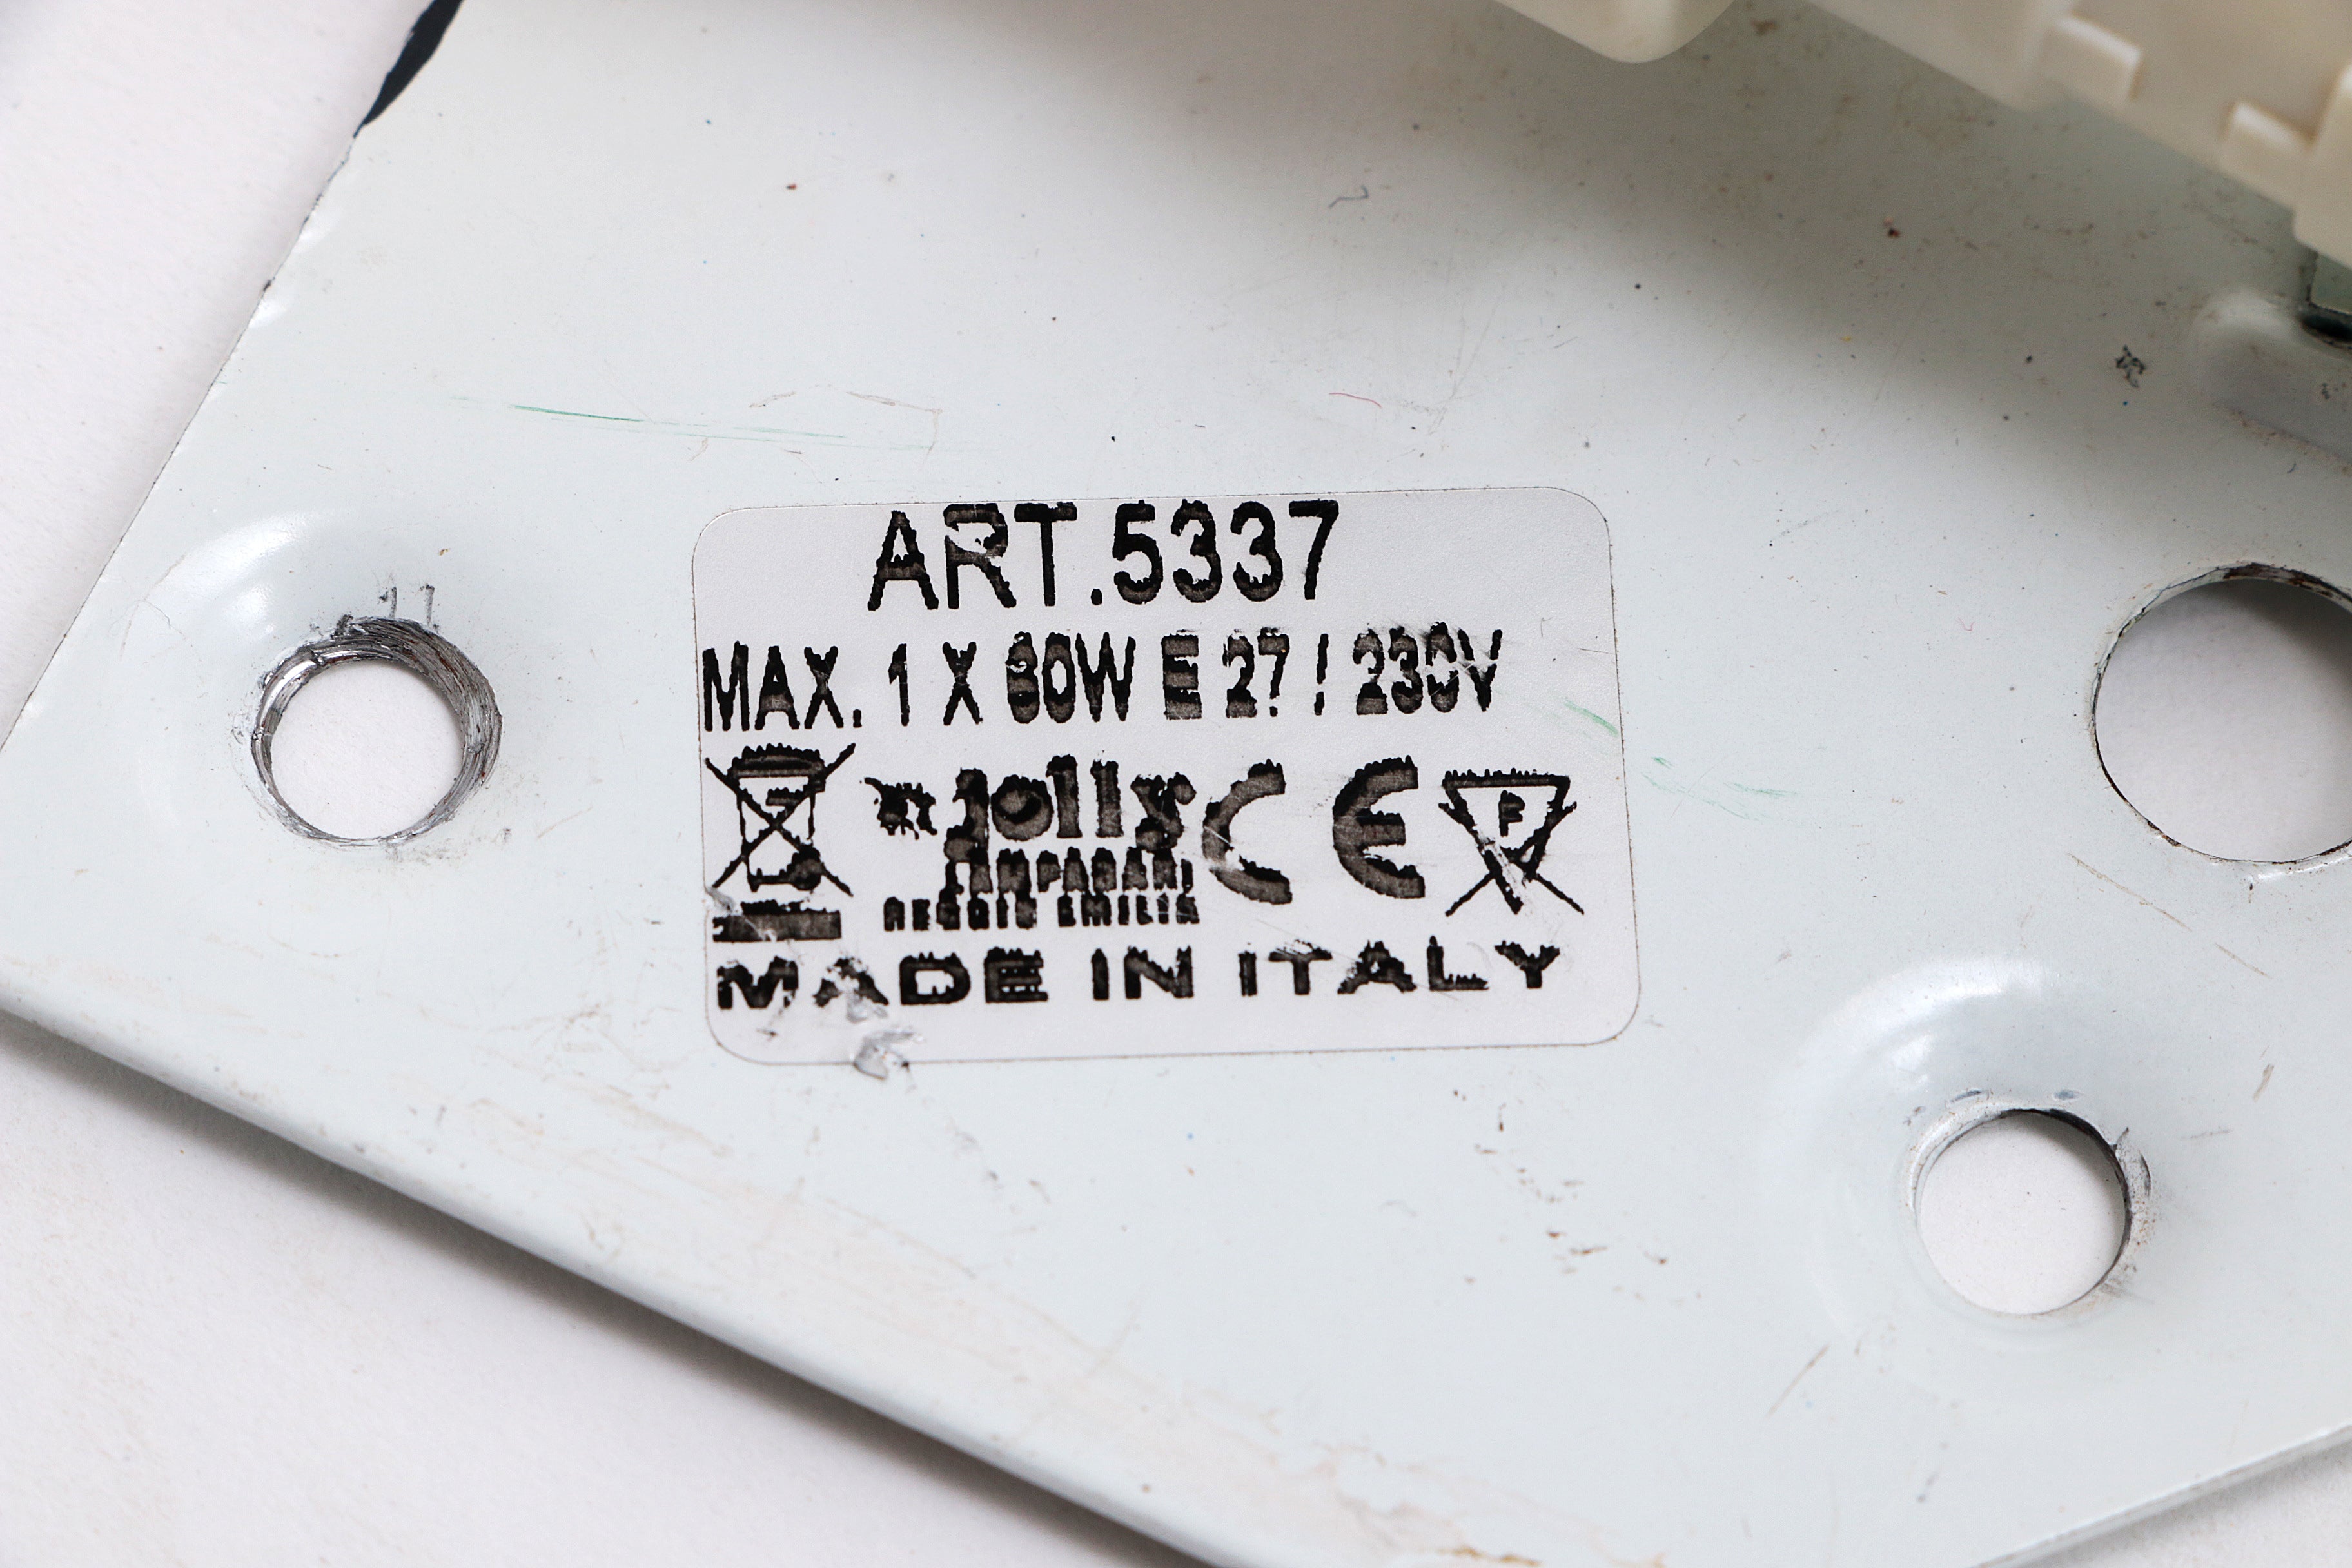 ART.5337
MAX. 1 X 60W E 27 / 230V
jolly CE F
LAMPADARI
REGGIO EMILIA
MADE IN ITALY